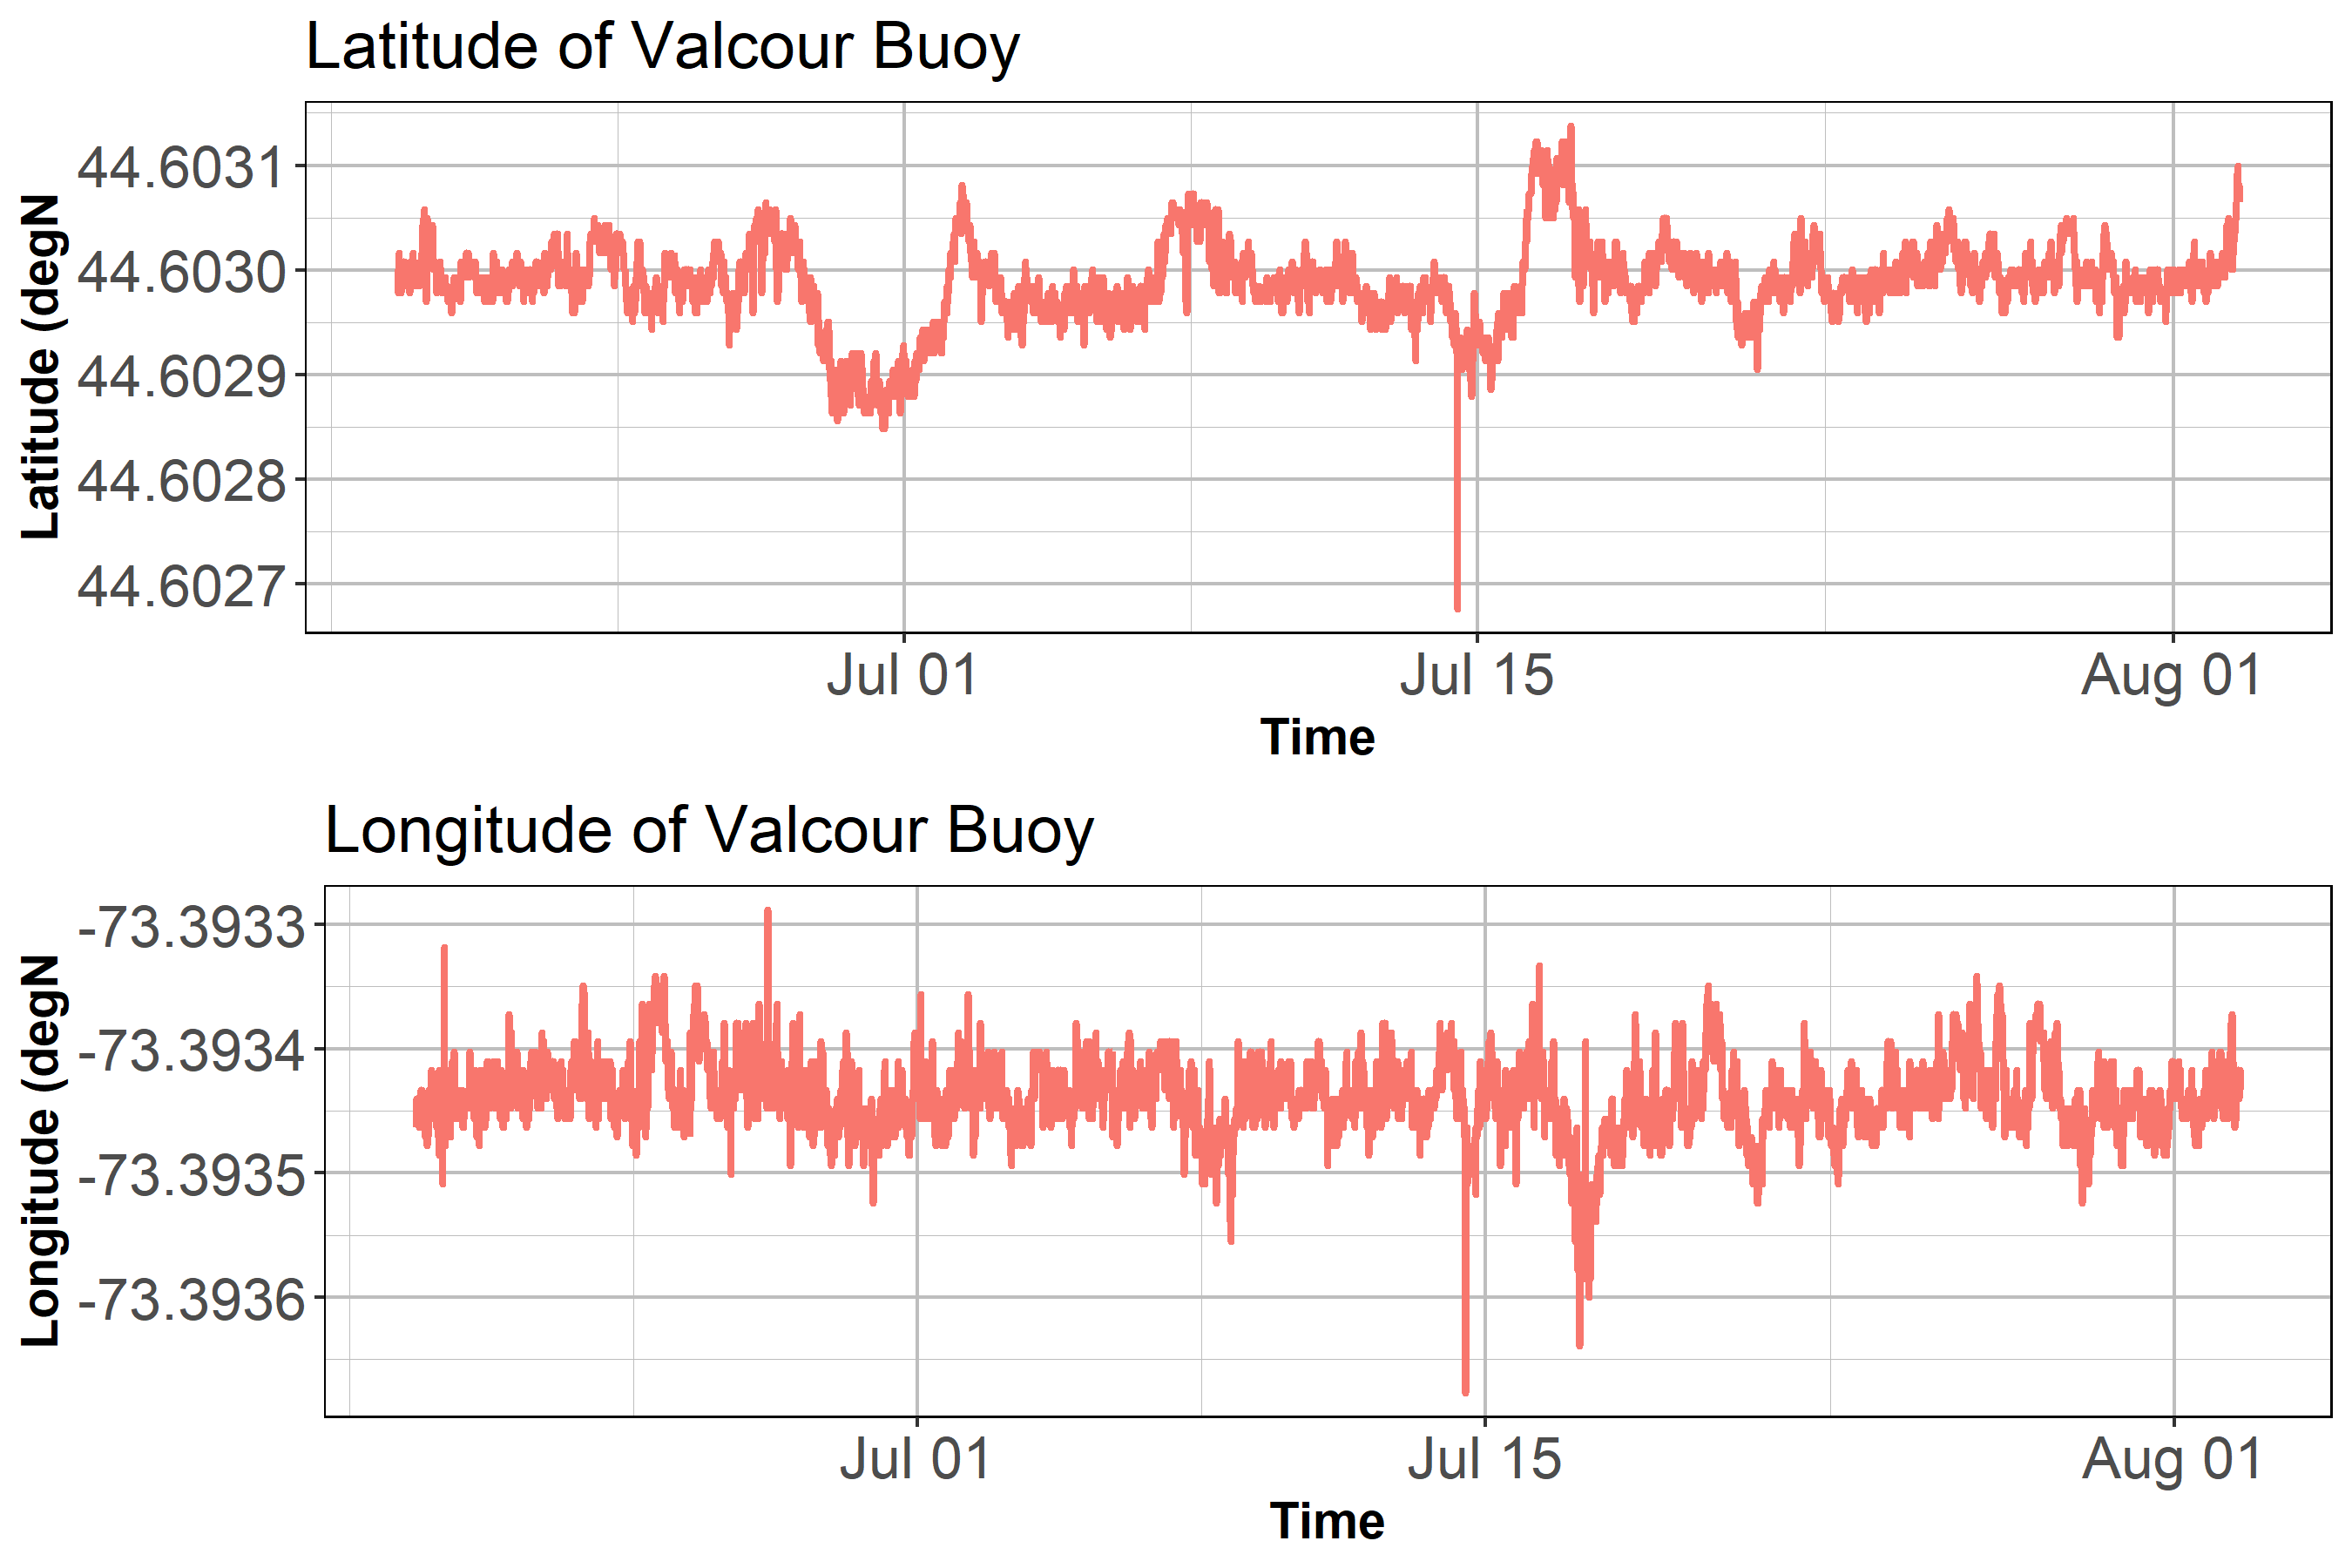 Latitude of Valcour Buoy
Latitude (degN
44.6031
44.6030
44.6029
44.6028
44.6027
Jul 01 Jul 15 Aug 01
Time
Longitude of Valcour Buoy
Longitude (degN
-73.3933
-73.3934
-73.3935
-73.3936
Jul 01 Jul 15 Aug 01
Time